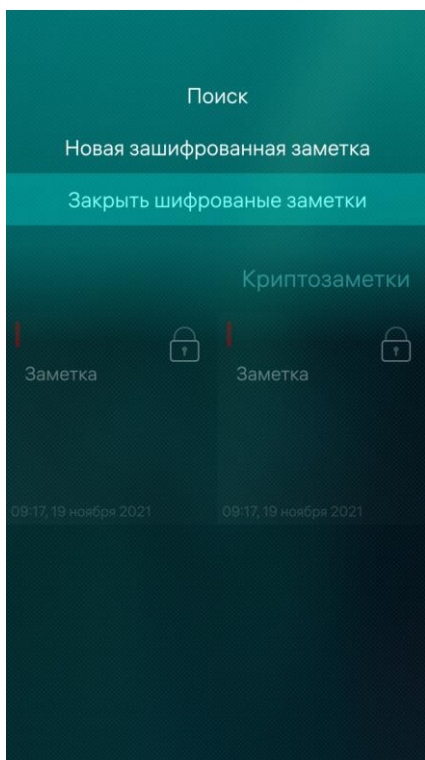 Поиск
Новая зашифрованная заметка
Закрыть шифрованые заметки
Криптозаметки
Заметка
Заметка
09:17, 19 ноября 2021
09:17, 19 ноября 2021